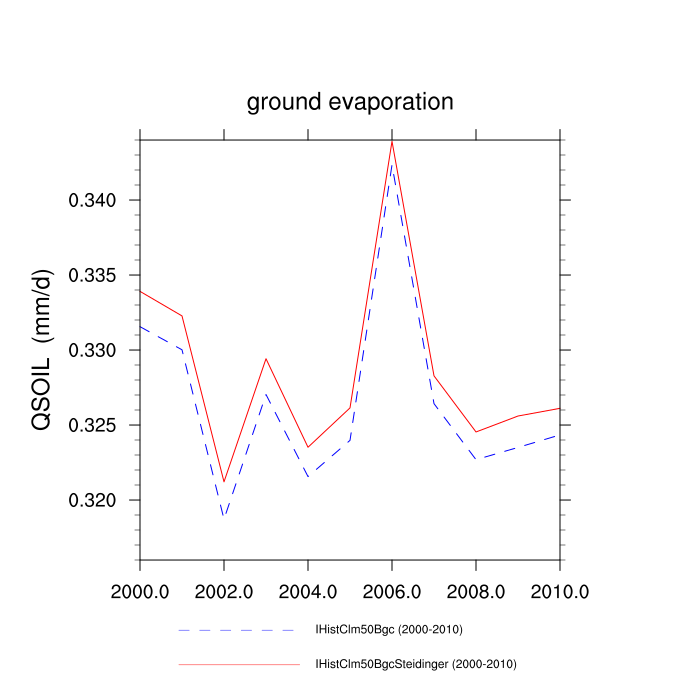 ground evaporation
QSOIL (mm/d)
0.340
0.335
0.330
0.325
0.320
2000.0 2002.0 2004.0 2006.0 2008.0 2010.0
IHistClm50Bgc (2000-2010)
IHistClm50BgcSteidinger (2000-2010)